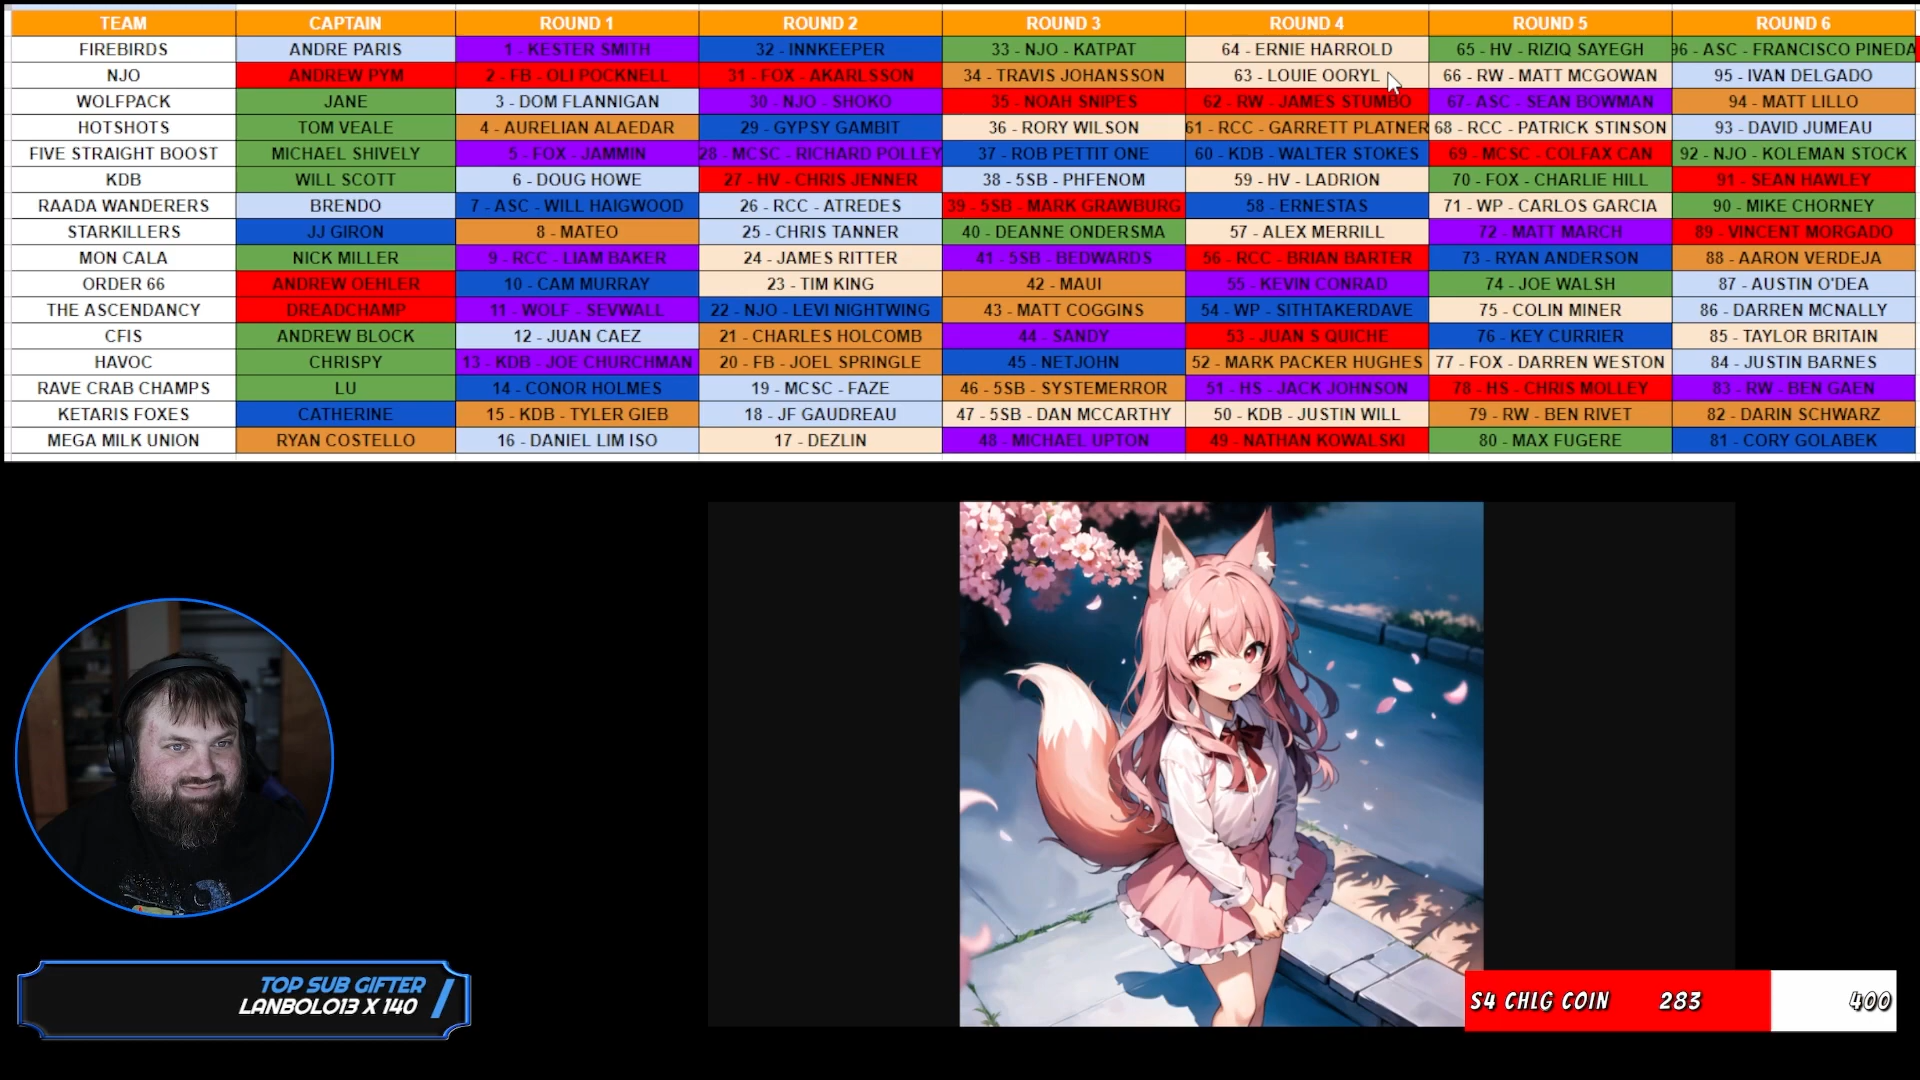 TEAM CAPTAIN ROUND 1 ROUND 2 ROUND 3 ROUND 4 ROUND 5 ROUND 6
FIREBIRDS ANDRE PARIS 1 - KESTER SMITH 32 - INNKEEPER 33 - NJO - KATPAT 64 - ERNIE HARROLD 65 - HV - RIZIQ SAYEGH 96 - ASC - FRANCISCO PINEDA
NJO ANDREW PYM 2 - FB - OLI POCKNELL 31 - FOX - AKARLSSON 34 - TRAVIS JOHANSSON 63 - LOUIE OORYL 66 - RW - MATT MCGOWAN 95 - IVAN DELGADO
WOLFPACK JANE 3 - DOM FLANNIGAN 30 - NJO - SHOKO 35 - NOAH SNIPES 62 - RW - JAMES STUMBO 67- ASC - SEAN BOWMAN 94 - MATT LILLO
HOTSHOTS TOM VEALE 4 - AURELIAN ALAEDAR 29 - GYPSY GAMBIT 36 - RORY WILSON 61 - RCC - GARRETT PLATNER 68 - RCC - PATRICK STINSON 93 - DAVID JUMEAU
FIVE STRAIGHT BOOST MICHAEL SHIVELY 5 - FOX - JAMMIN 28 - MCSC - RICHARD POLLEY 37 - ROB PETTIT ONE 60 - KDB - WALTER STOKES 69 - MCSC - COLFAX CAN 92 - NJO - KOLEMAN STOCK
KDB WILL SCOTT 6 - DOUG HOWE 27 - HV - CHRIS JENNER 38 - 5SB - PHFENOM 59 - HV - LADRION 70 - FOX - CHARLIE HILL 91 - SEAN HAWLEY
RAADA WANDERERS BRENDO 7 - ASC - WILL HAIGWOOD 26 - RCC - ATREDES 39 - 5SB - MARK GRAWBURG 58 - ERNESTAS 71 - WP - CARLOS GARCIA 90 - MIKE CHORNEY
STARKILLERS JJ GIRON 8 - MATEO 25 - CHRIS TANNER 40 - DEANNE ONDERSMA 57 - ALEX MERRILL 72 - MATT MARCH 89 - VINCENT MORGADO
MON CALA NICK MILLER 9 - RCC - LIAM BAKER 24 - JAMES RITTER 41 - 5SB - BEDWARDS 56 - RCC - BRIAN BARTER 73 - RYAN ANDERSON 88 - AARON VERDEJA
ORDER 66 ANDREW OEHLER 10 - CAM MURRAY 23 - TIM KING 42 - MAUI 55 - KEVIN CONRAD 74 - JOE WALSH 87 - AUSTIN O'DEA
THE ASCENDANCY DREADCHAMP 11 - WOLF - SEVWALL 22 - NJO - LEVI NIGHTWING 43 - MATT COGGINS 54 - WP - SITHTAKERDAVE 75 - COLIN MINER 86 - DARREN MCNALLY
CFIS ANDREW BLOCK 12 - JUAN CAEZ 21 - CHARLES HOLCOMB 44 - SANDY 53 - JUAN S QUICHE 76 - KEY CURRIER 85 - TAYLOR BRITAIN
HAVOC CHRISPY 13 - KDB - JOE CHURCHMAN 20 - FB - JOEL SPRINGLE 45 - NETJOHN 52 - MARK PACKER HUGHES 77 - FOX - DARREN WESTON 84 - JUSTIN BARNES
RAVE CRAB CHAMPS LU 14 - CONOR HOLMES 19 - MCSC - FAZE 46 - 5SB - SYSTEMERROR 51 - HS - JACK JOHNSON 78 - HS - CHRIS MOLLEY 83 - RW - BEN GAEN
KETARIS FOXES CATHERINE 15 - KDB - TYLER GIEB 18 - JF GAUDREAU 47 - 5SB - DAN MCCARTHY 50 - KDB - JUSTIN WILL 79 - RW - BEN RIVET 82 - DARIN SCHWARZ
MEGA MILK UNION RYAN COSTELLO 16 - DANIEL LIM ISO 17 - DEZLIN 48 - MICHAEL UPTON 49 - NATHAN KOWALSKI 80 - MAX FUGERE 81 - CORY GOLABEK
TOP SUB GIFTER
LANBOLO13 X 140
S4 CHLG COIN 283 400